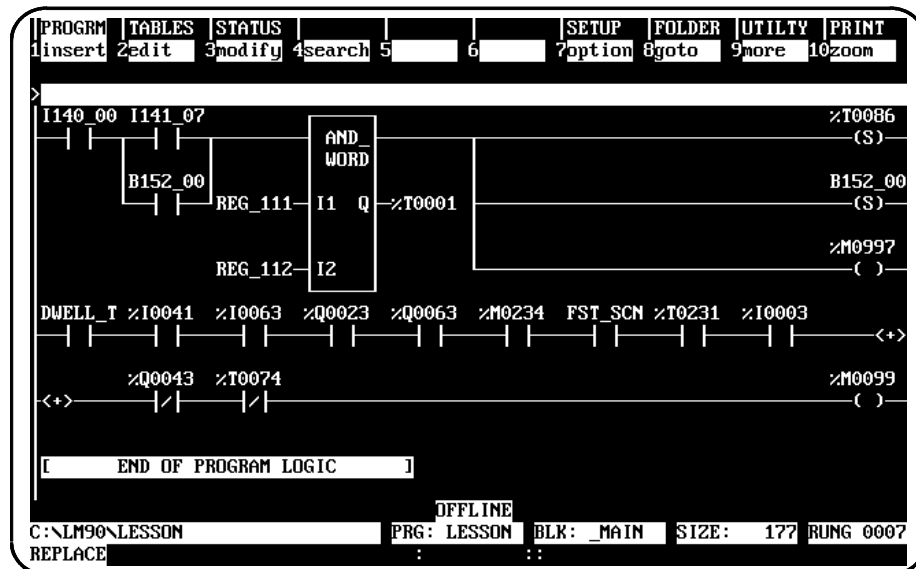 PROGRM TABLES STATUS SETUP FOLDER UTILTY PRINT
1insert 2edit 3modify 4search 5 6 7option 8goto 9more 10zoom
>
I140_00 I141_07 %T0086
AND_ (S)
WORD
B152_00 B152_00
REG_111 I1 Q %T0001 (S)
%M0997
REG_112 I2 ( )
DWELL_T %I0041 %I0063 %Q0023 %Q0063 %M0234 FST_SCN %T0231 %I0003
<+>
%Q0043 %T0074 %M0099
<+> ( )
[ END OF PROGRAM LOGIC ]
OFFLINE
C:\LM90\LESSON PRG: LESSON BLK: _MAIN SIZE: 177 RUNG 0007
REPLACE : ::